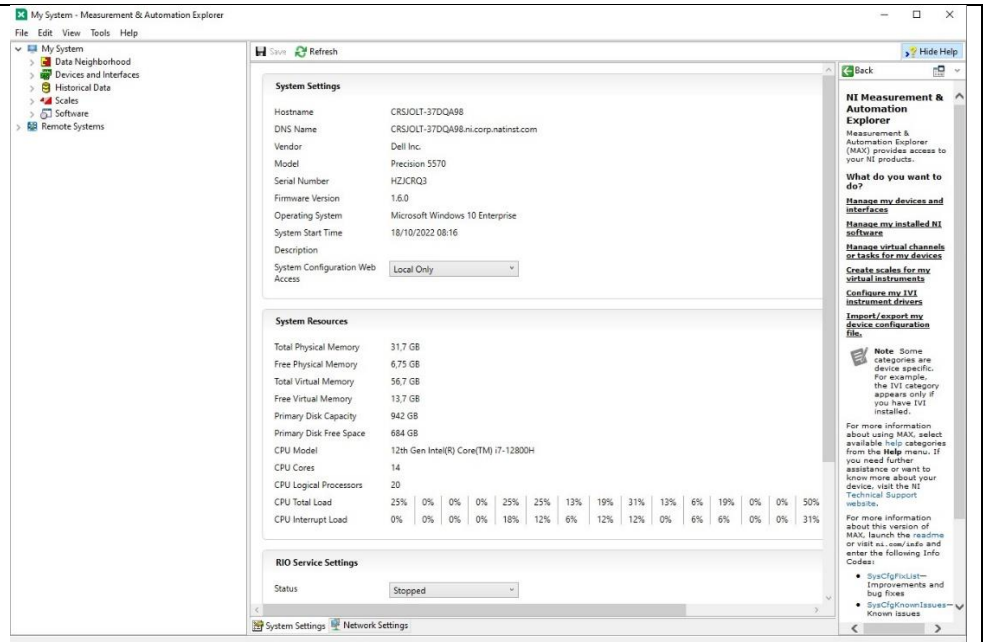 My System - Measurement & Automation Explorer
File Edit View Tools Help
My System
Data Neighborhood
Devices and Interfaces
Historical Data
Scales
Software
Remote Systems
Save Refresh
Hide Help
System Settings
Hostname CRSJOLT-37DQA98
DNS Name CRSJOLT-37DQA98.ni.corp.natinst.com
Vendor Dell Inc.
Model Precision 5570
Serial Number HZJCRQ3
Firmware Version 1.6.0
Operating System Microsoft Windows 10 Enterprise
System Start Time 18/10/2022 08:16
Description
System Configuration Web
Access
Local Only
System Resources
Total Physical Memory 31,7 GB
Free Physical Memory 6,75 GB
Total Virtual Memory 56,7 GB
Free Virtual Memory 13,7 GB
Primary Disk Capacity 942 GB
Primary Disk Free Space 684 GB
CPU Model 12th Gen Intel(R) Core(TM) i7-12800H
CPU Cores 14
CPU Logical Processors 20
CPU Total Load 25% 0% 0% 0% 25% 25% 13% 19% 31% 13% 6% 19% 0% 0% 50%
CPU Interrupt Load 0% 0% 0% 0% 18% 12% 6% 12% 12% 0% 6% 6% 0% 0% 31%
RIO Service Settings
Status Stopped
System Settings Network Settings
Back
NI Measurement &
Automation
Explorer
Measurement &
Automation Explorer
(MAX) provides access to
your NI products.
What do you want to
do?
Manage my devices and
interfaces
Manage my installed NI
software
Manage virtual channels
or tasks for my devices
Create scales for my
virtual instruments
Configure my IVI
instrument drivers
Import/export my
device configuration
file.
Note Some
categories are
device specific.
For example,
the IVI category
appears only if
you have IVI
installed.
For more information
about using MAX, select
available help categories
from the Help menu. If
you need further
assistance or want to
know more about your
device, visit the NI
Technical Support
website.
For more information
about this version of
MAX, launch the readme
or visit ni.com/info and
enter the following Info
Codes:
SysCfgFixList—
Improvements and
bug fixes
SysCfgKnownIssues—
Known issues